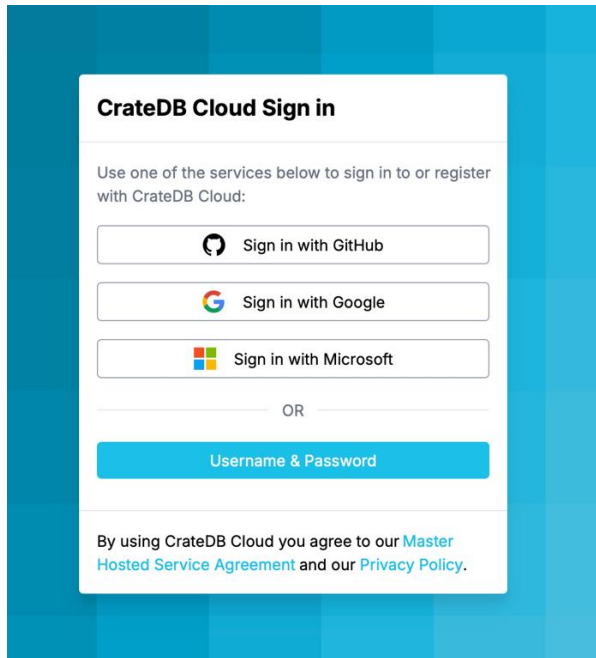 CrateDB Cloud Sign in
Use one of the services below to sign in to or register
with CrateDB Cloud:
Sign in with GitHub
Sign in with Google
Sign in with Microsoft
OR
Username & Password
By using CrateDB Cloud you agree to our Master
Hosted Service Agreement and our Privacy Policy.